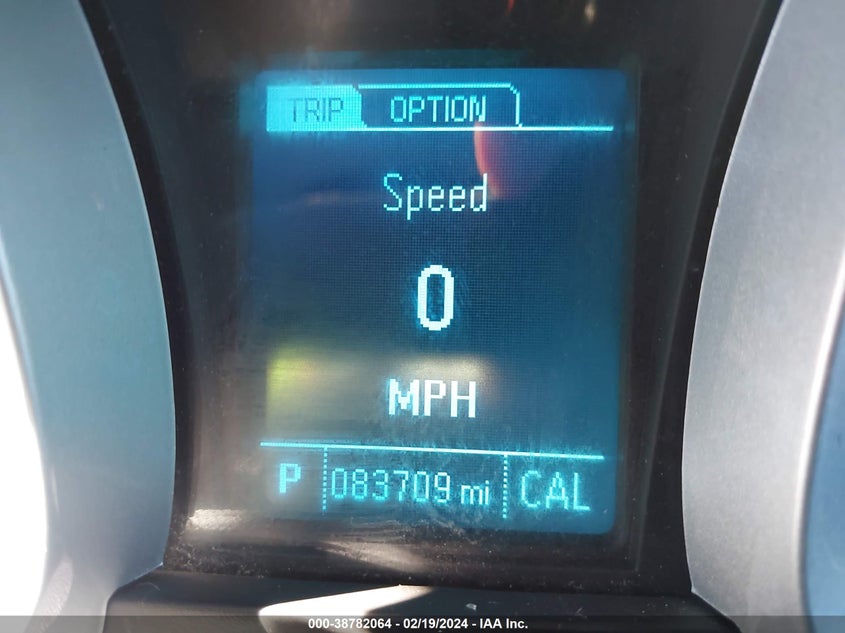 TRIP OPTION
Speed
0
MPH
P 083709 mi CAL
000-38782064 - 02/19/2024 - IAA Inc.